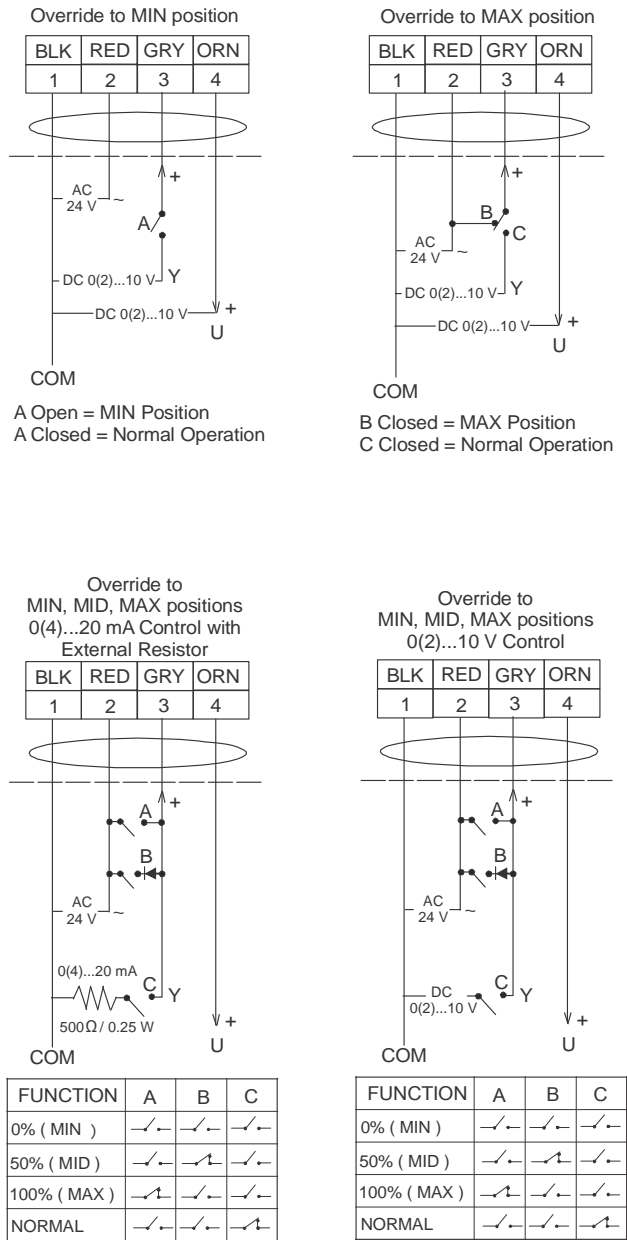 Override to MIN position
BLK RED GRY ORN
1 2 3 4
+
AC
24 V ~
A
DC 0(2)...10 V Y
DC 0(2)...10 V +
U
COM
A Open = MIN Position
A Closed = Normal Operation
Override to MAX position
BLK RED GRY ORN
1 2 3 4
+
B
C
AC
24 V ~
DC 0(2)...10 V Y
DC 0(2)...10 V +
U
COM
B Closed = MAX Position
C Closed = Normal Operation
Override to
MIN, MID, MAX positions
0(4)...20 mA Control with
External Resistor
BLK RED GRY ORN
1 2 3 4
A +
B
AC
24 V ~
0(4)...20 mA
C Y
500Ω / 0.25 W
+
U
COM
FUNCTION A B C
0% ( MIN )
50% ( MID )
100% ( MAX )
NORMAL
Override to
MIN, MID, MAX positions
0(2)...10 V Control
BLK RED GRY ORN
1 2 3 4
A +
B
AC
24 V ~
DC
0(2)...10 V
C Y
+
U
COM
FUNCTION A B C
0% ( MIN )
50% ( MID )
100% ( MAX )
NORMAL